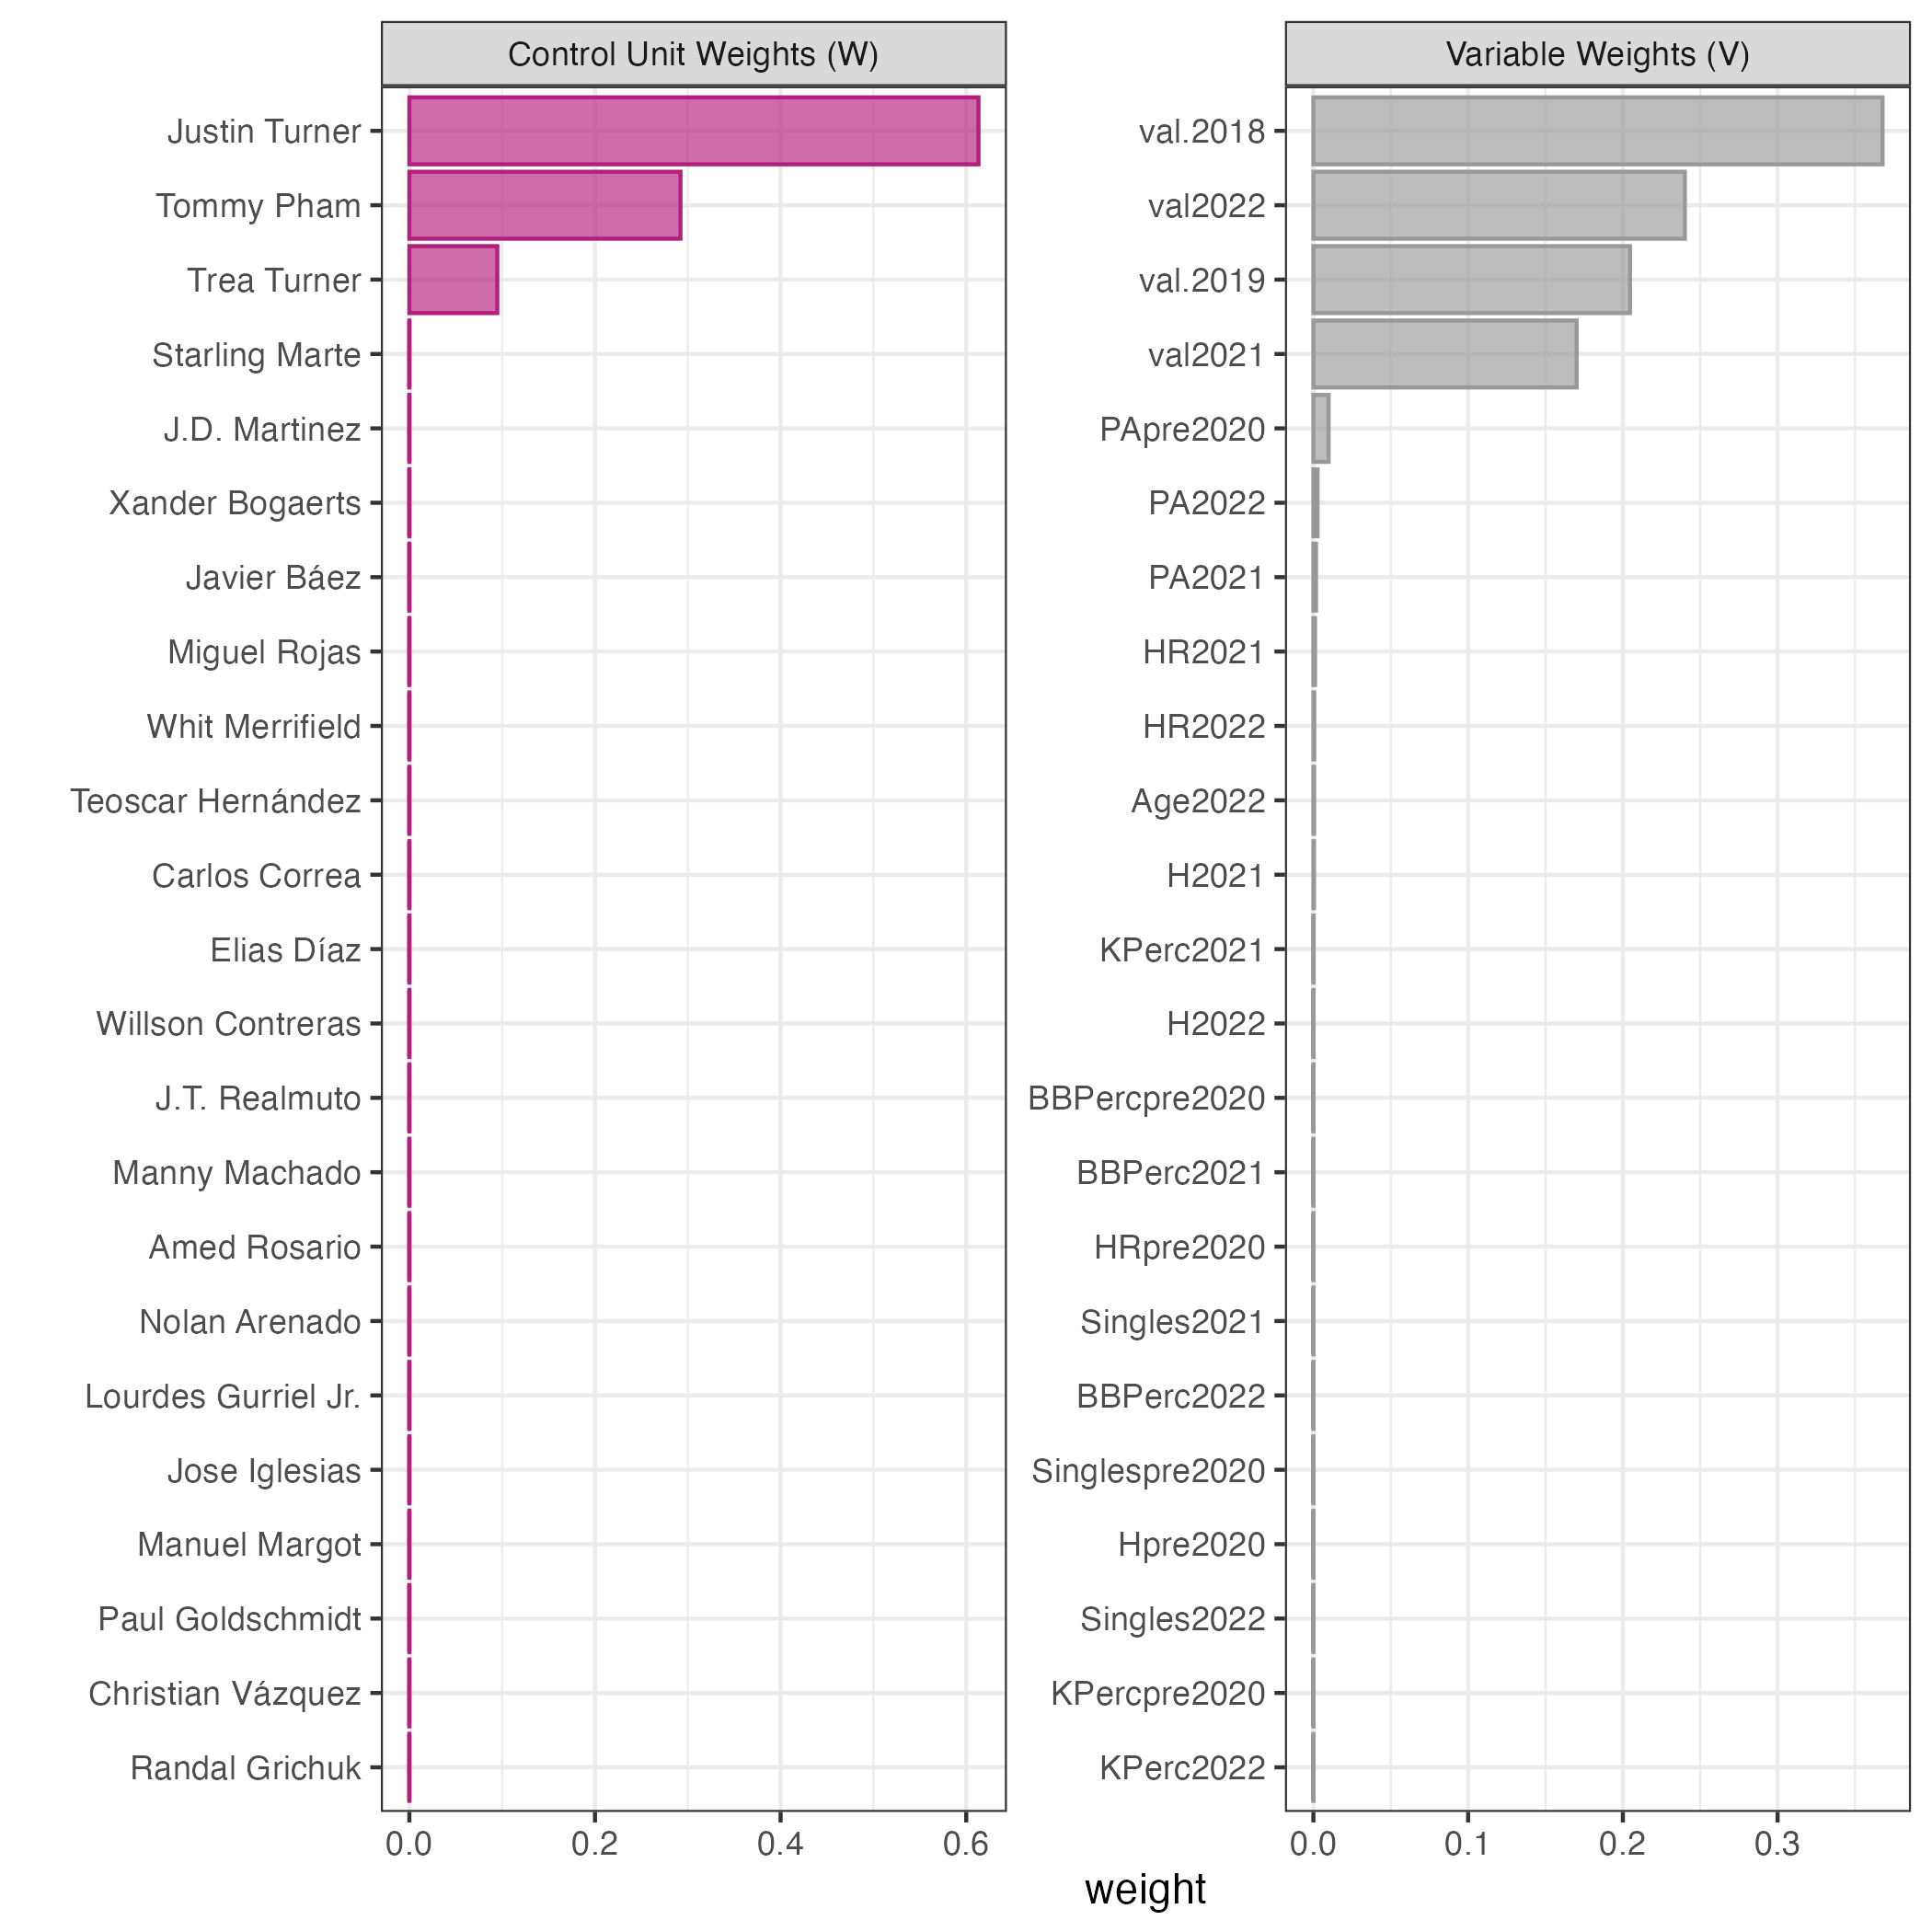 Control Unit Weights (W)
Justin Turner
Tommy Pham
Trea Turner
Starling Marte
J.D. Martinez
Xander Bogaerts
Javier Báez
Miguel Rojas
Whit Merrifield
Teoscar Hernández
Carlos Correa
Elias Díaz
Willson Contreras
J.T. Realmuto
Manny Machado
Amed Rosario
Nolan Arenado
Lourdes Gurriel Jr.
Jose Iglesias
Manuel Margot
Paul Goldschmidt
Christian Vázquez
Randal Grichuk
0.0 0.2 0.4 0.6
Variable Weights (V)
val.2018
val2022
val.2019
val2021
PApre2020
PA2022
PA2021
HR2021
HR2022
Age2022
H2021
KPerc2021
H2022
BBPercpre2020
BBPerc2021
HRpre2020
Singles2021
BBPerc2022
Singlespre2020
Hpre2020
Singles2022
KPercpre2020
KPerc2022
0.0 0.1 0.2 0.3
weight